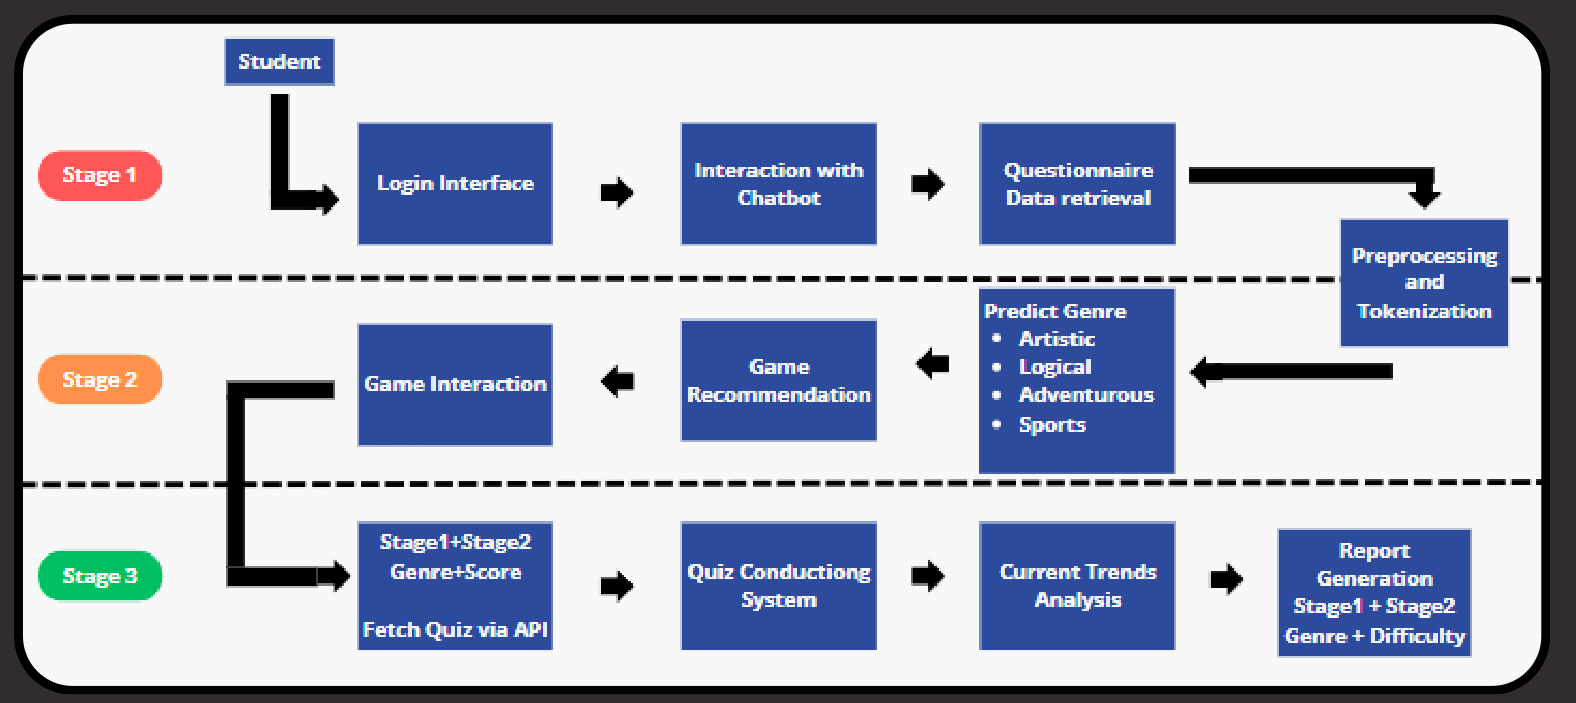 Student
Stage 1
Login Interface
Interaction with
Chatbot
Questionnaire
Data retrieval
Preprocessing
and
Tokenization
Stage 2
Game Interaction
Game
Recommendation
Predict Genre
• Artistic
• Logical
• Adventurous
• Sports
Stage 3
Stage1+Stage2
Genre+Score
Fetch Quiz via API
Quiz Conductiong
System
Current Trends
Analysis
Report
Generation
Stage1 + Stage2
Genre + Difficulty